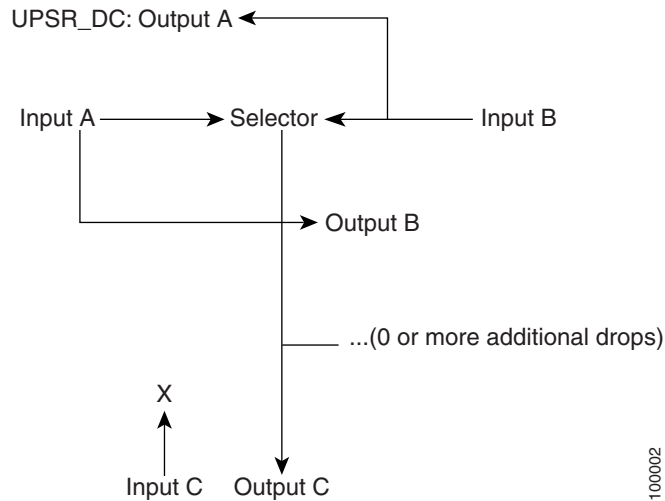 UPSR_DC: Output A
Input A
Selector
Input B
Output B
...(0 or more additional drops)
X
Input C
Output C
100002